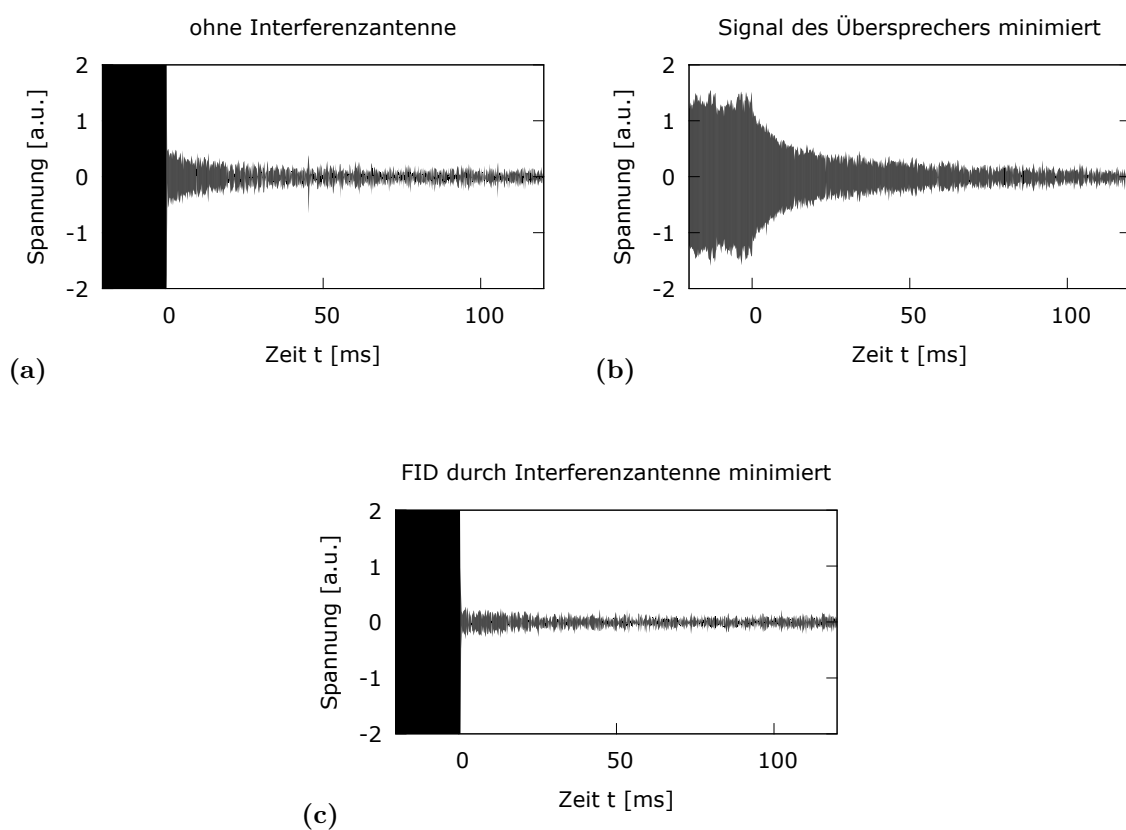 ohne Interferenzantenne
Spannung [a.u.]
2
1
0
-1
-2
0
50
100
Zeit t [ms]
(a)
Signal des Übersprechers minimiert
Spannung [a.u.]
2
1
0
-1
-2
0
50
100
Zeit t [ms]
(b)
FID durch Interferenzantenne minimiert
Spannung [a.u.]
2
1
0
-1
-2
0
50
100
Zeit t [ms]
(c)